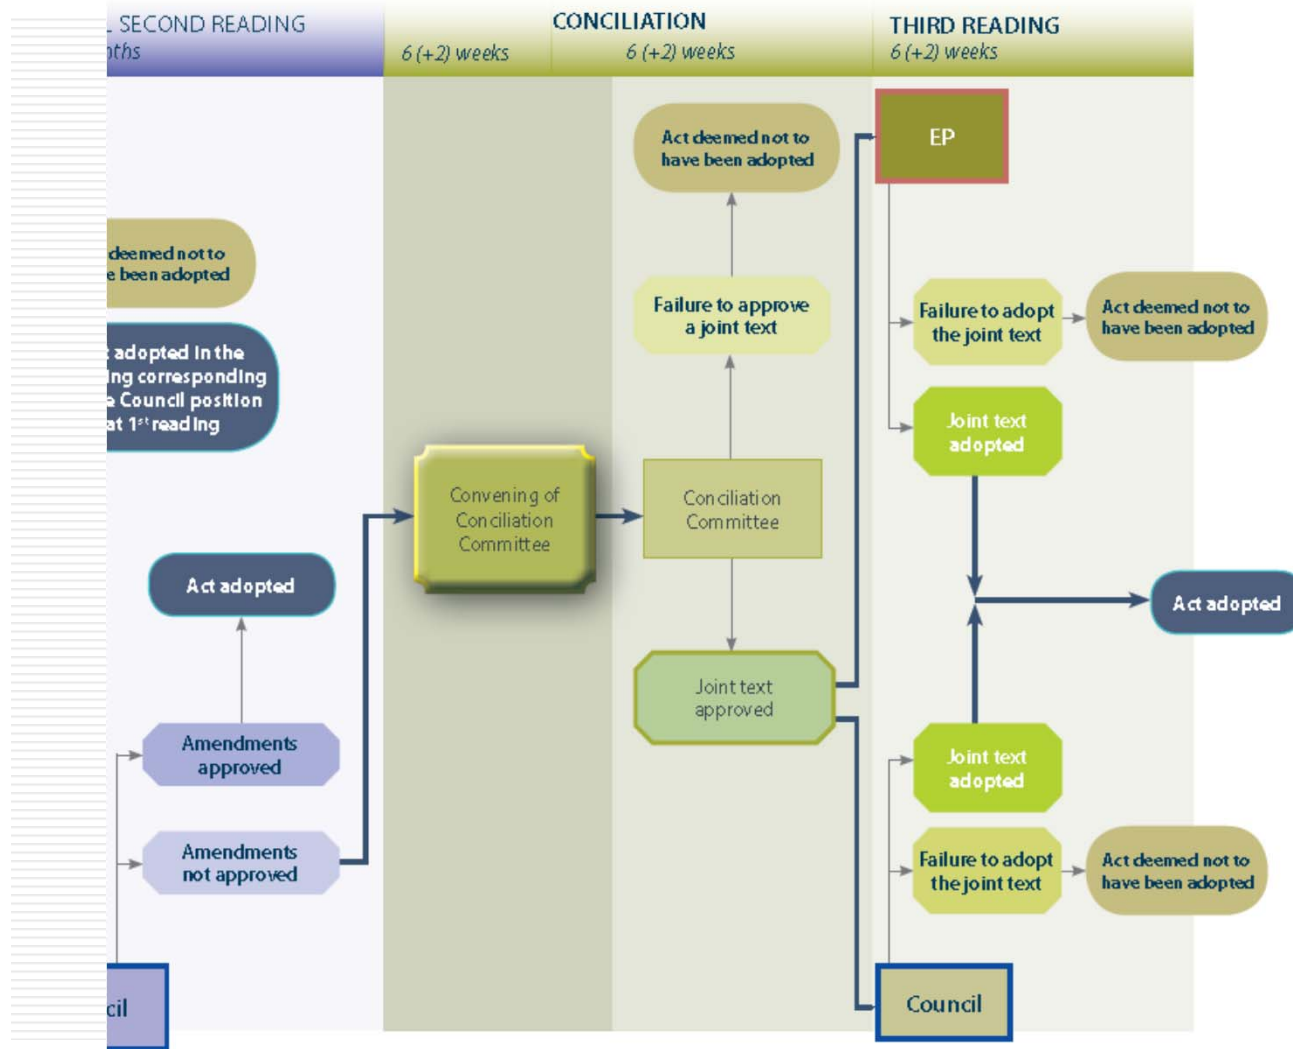 SECOND READING
CONCILIATION
THIRD READING
6 (+2) weeks
6 (+2) weeks
6 (+2) weeks
deemed not to
been adopted
adopted in the
corresponding
Council position
at 1st reading
Act adopted
Amendments
approved
Amendments
not approved
Convening of
Conciliation
Committee
Act deemed not to
have been adopted
Failure to approve
a joint text
Conciliation
Committee
Joint text
approved
EP
Failure to adopt
the joint text
Act deemed not to
have been adopted
Joint text
adopted
Act adopted
Joint text
adopted
Failure to adopt
the joint text
Act deemed not to
have been adopted
Council